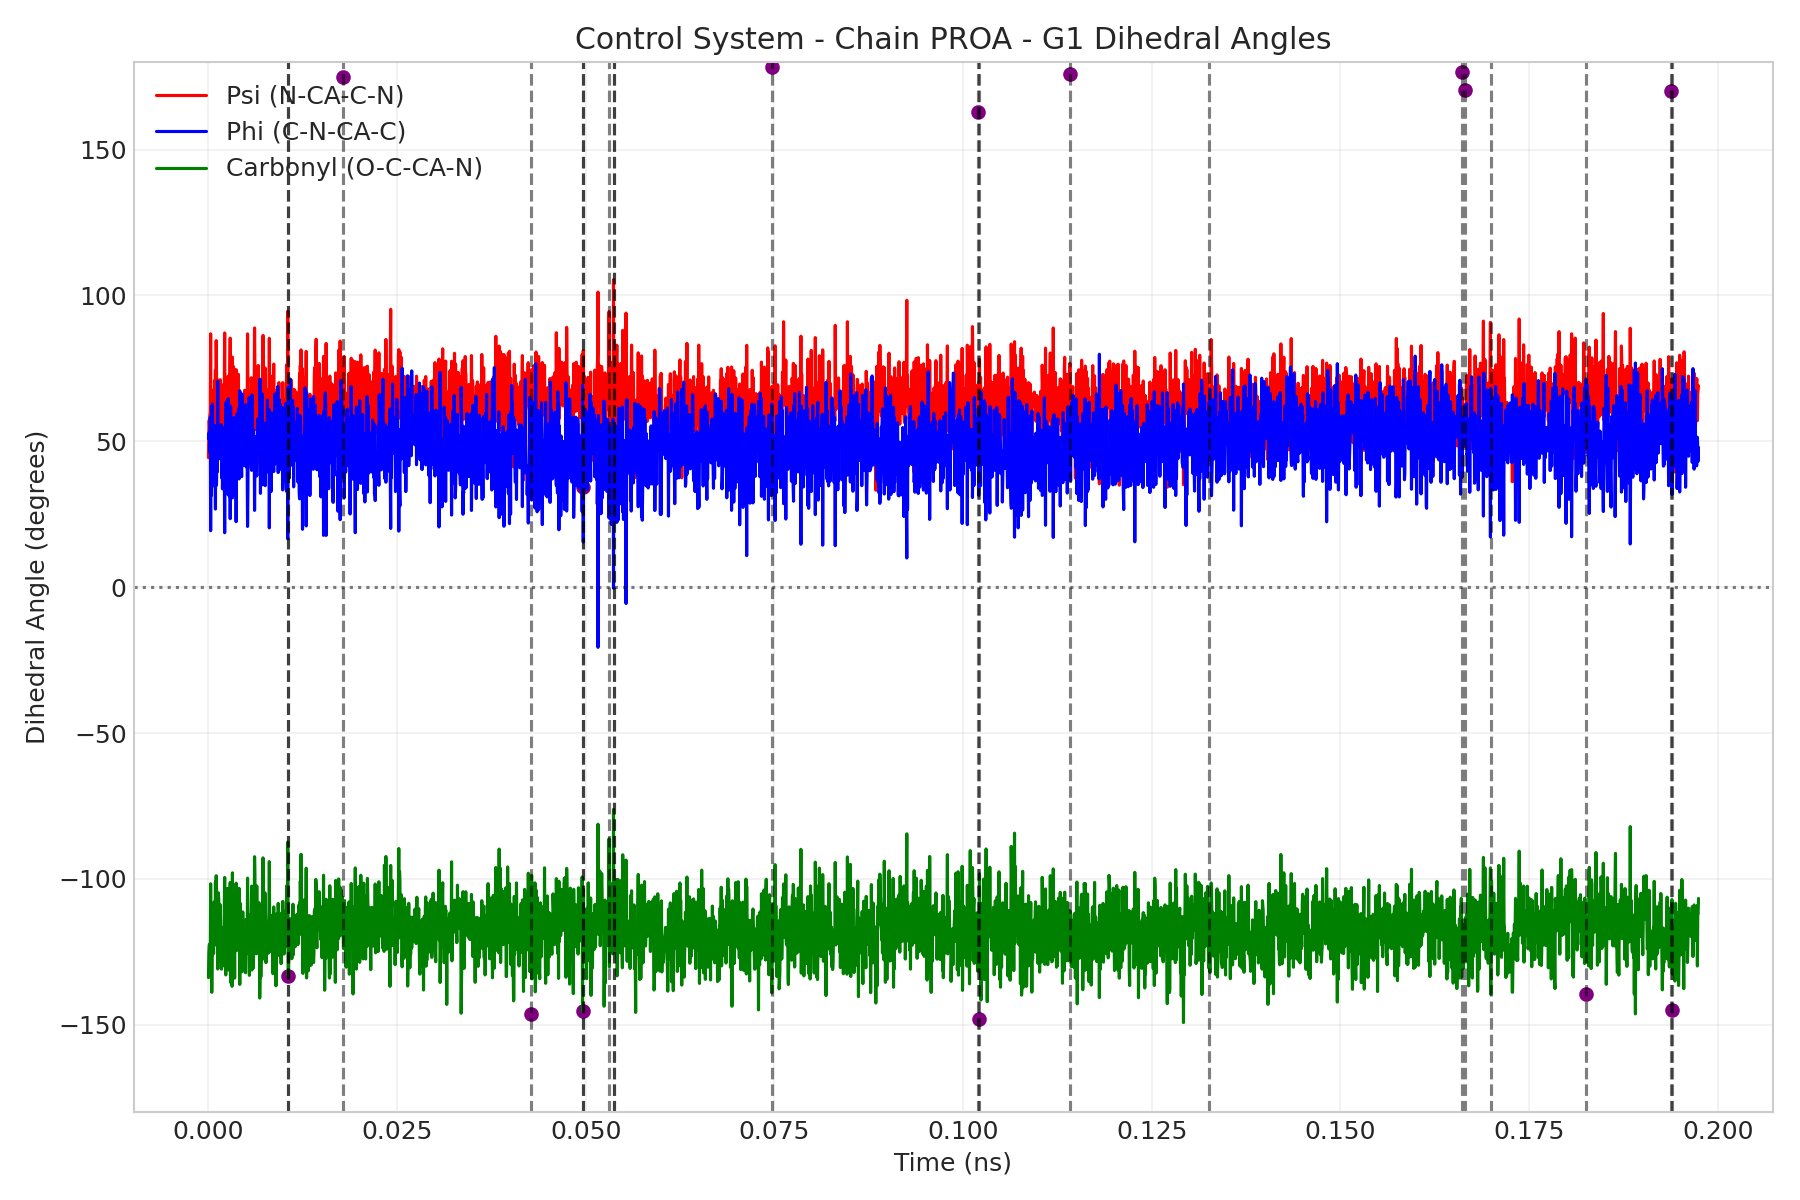 Control System - Chain PROA - G1 Dihedral Angles
Psi (N-CA-C-N)
Phi (C-N-CA-C)
Carbonyl (O-C-CA-N)
150
100
50
0
−50
−100
−150
Dihedral Angle (degrees)
0.000 0.025 0.050 0.075 0.100 0.125 0.150 0.175 0.200
Time (ns)